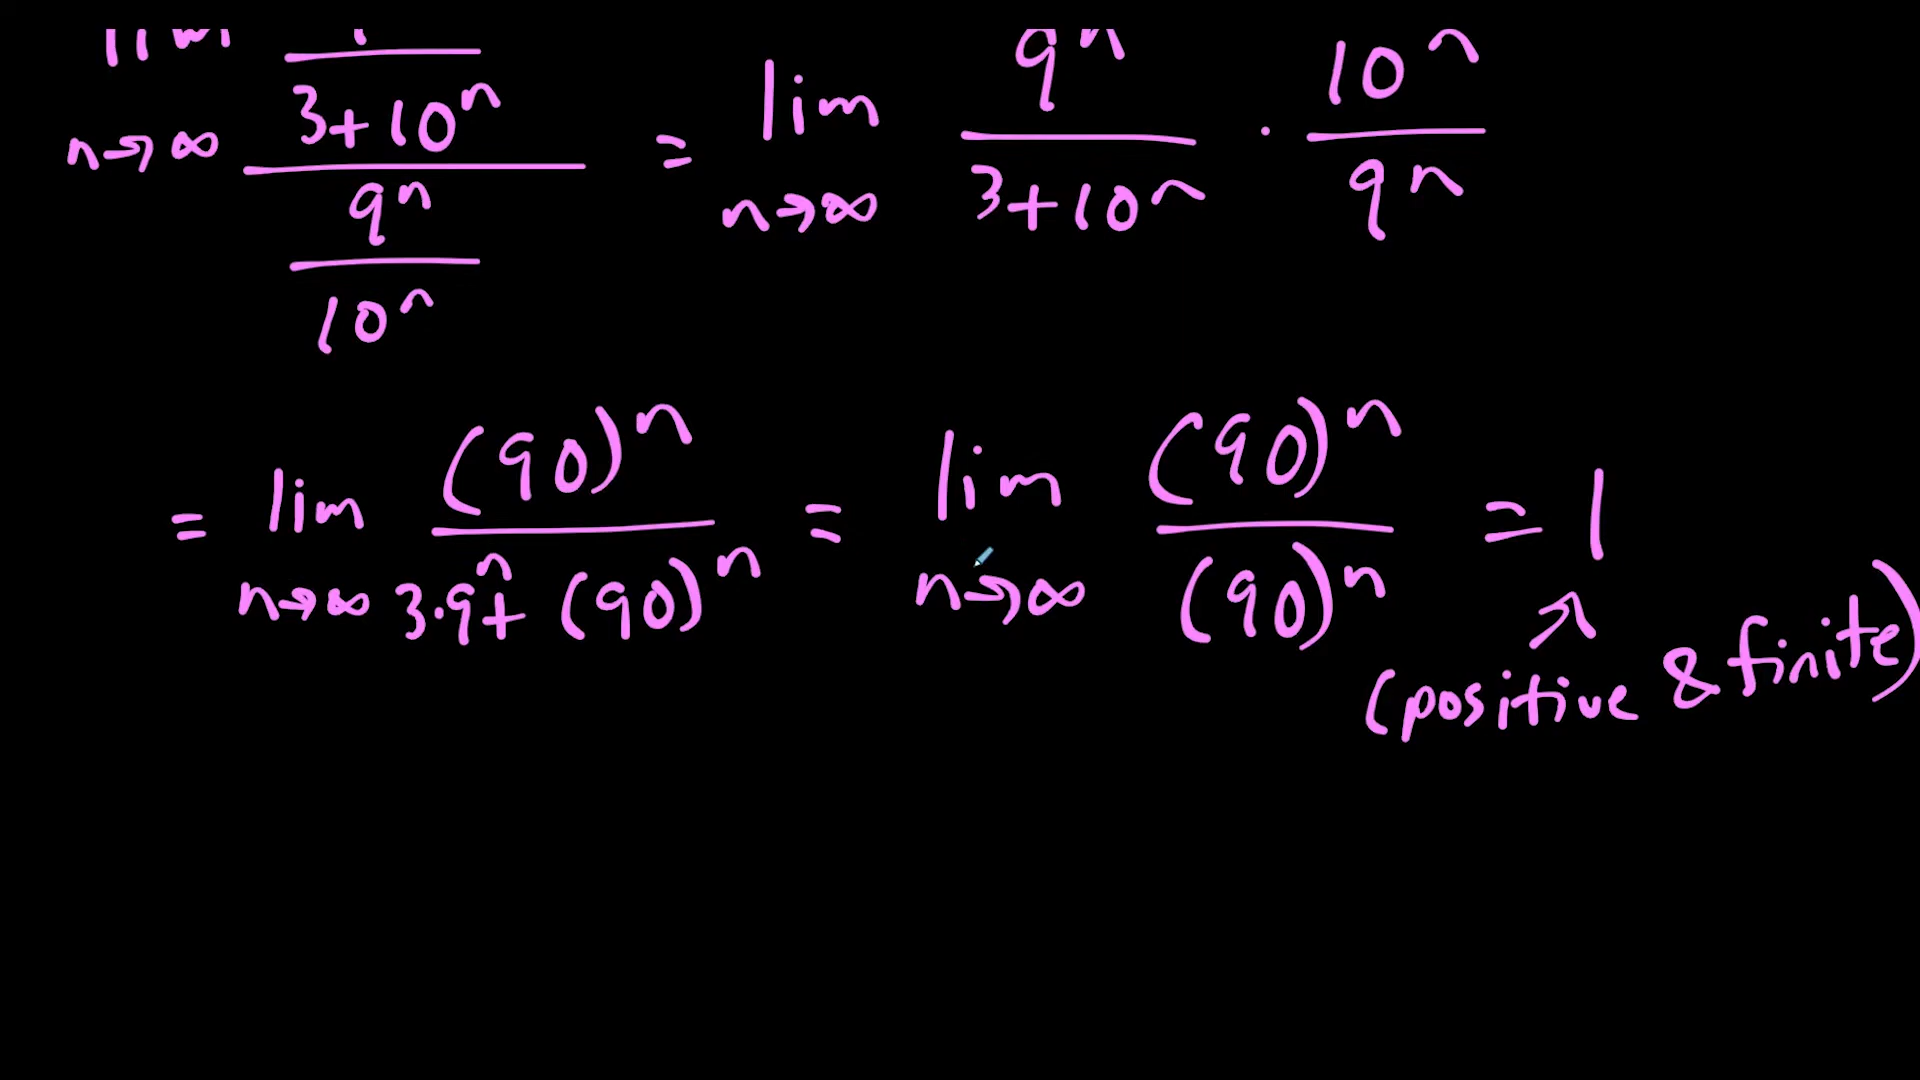 lim 9^n / (3+10^n) / (9^n / 10^n) = lim 9^n / (3+10^n) · 10^n / 9^n
n→∞ n→∞
= lim (90)^n / (3·9^n + (90)^n) = lim (90)^n / (90)^n = 1
n→∞ n→∞
(positive & finite)